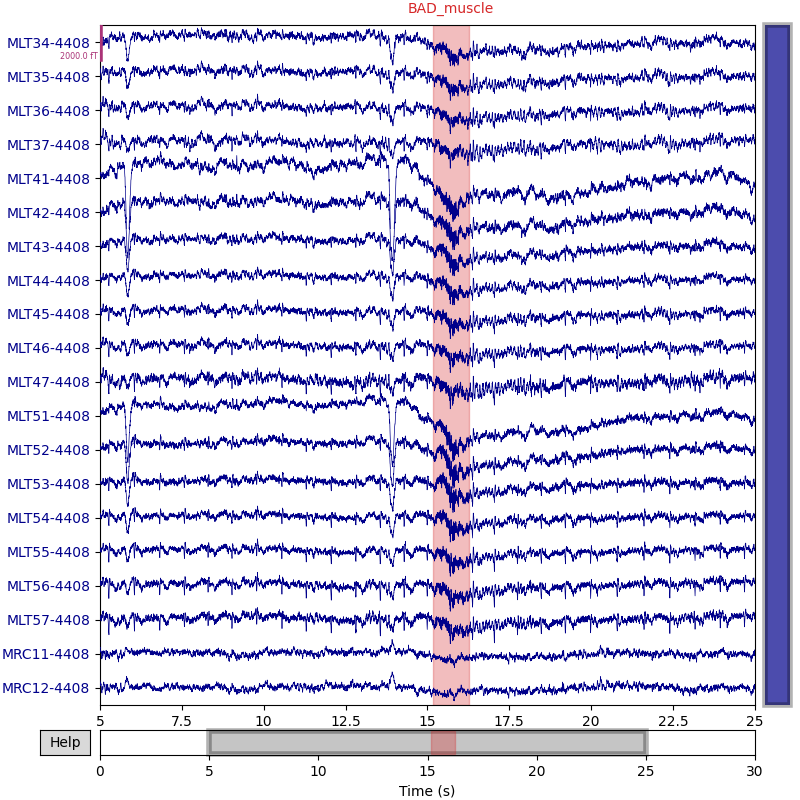 BAD_muscle
MLT34-4408
2000.0 fT
MLT35-4408
MLT36-4408
MLT37-4408
MLT41-4408
MLT42-4408
MLT43-4408
MLT44-4408
MLT45-4408
MLT46-4408
MLT47-4408
MLT51-4408
MLT52-4408
MLT53-4408
MLT54-4408
MLT55-4408
MLT56-4408
MLT57-4408
MRC11-4408
MRC12-4408
5 7.5 10 12.5 15 17.5 20 22.5 25
Help
0 5 10 15 20 25 30
Time (s)